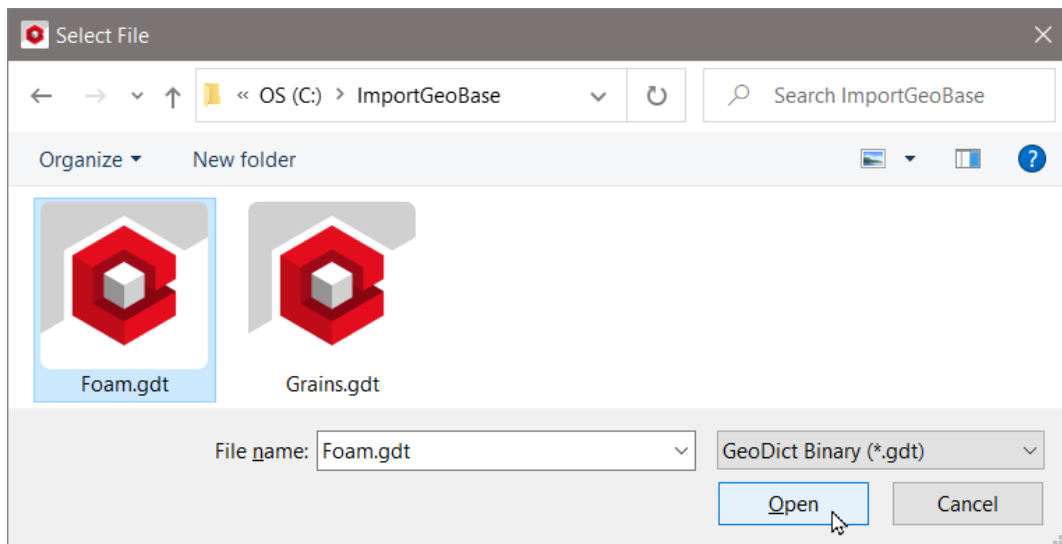 Select File
« OS (C:) > ImportGeoBase
Search ImportGeoBase
Organize
New folder
?
Foam.gdt
Grains.gdt
File name: Foam.gdt
GeoDict Binary (*.gdt)
Open
Cancel